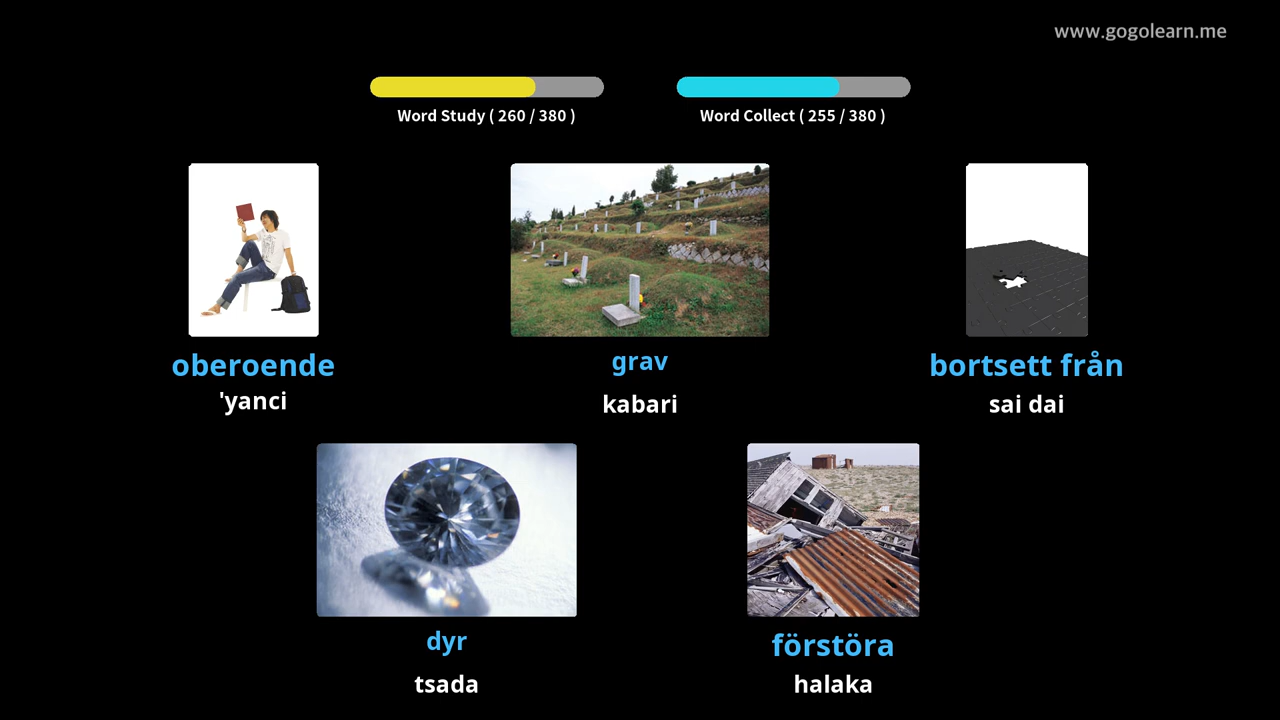 www.gogolearn.me
Word Study ( 260 / 380 )
Word Collect ( 255 / 380 )
oberoende
'yanci
grav
kabari
bortsett från
sai dai
dyr
tsada
förstöra
halaka